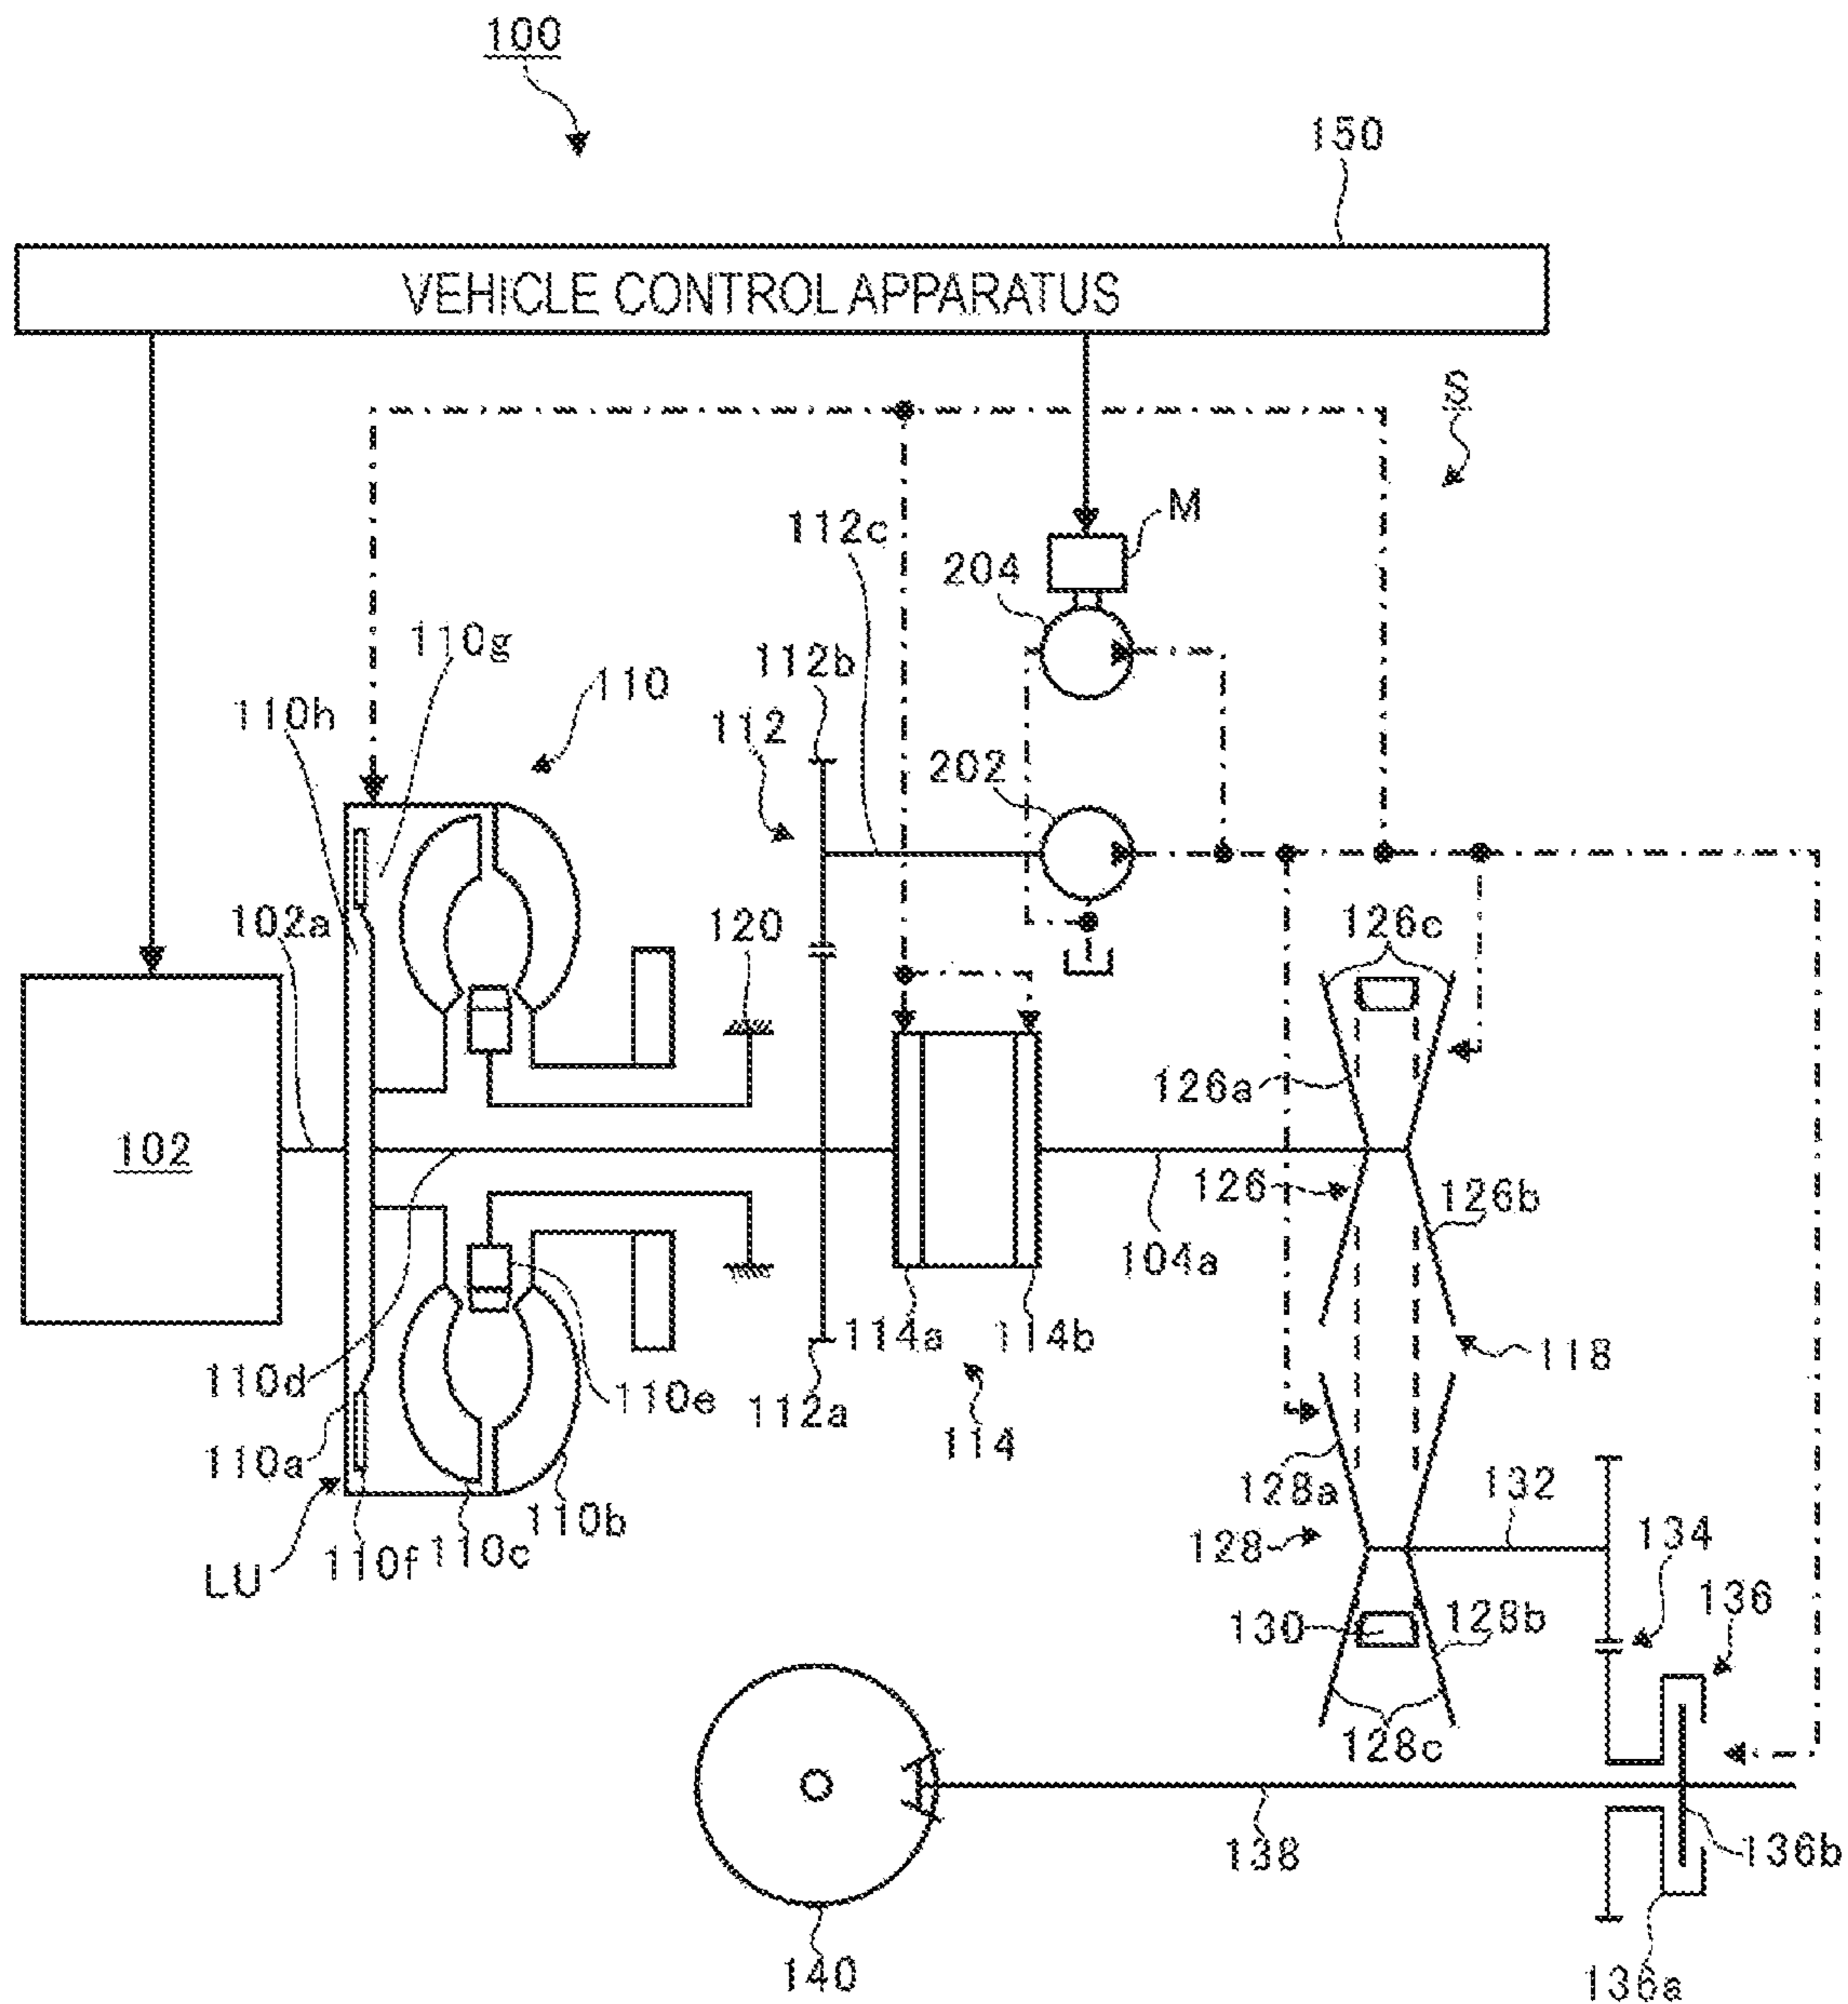 100
150
VEHICLE CONTROL APPARATUS
S
M
112c
204
110g
112b
110
110h
112
202
102a
120
126c
126a
102
126
126b
104a
114a
114b
118
110d
110e
112a
114
110a
128a
132
110b
134
128
110c
110f
LU
136
130
128b
128c
138
136b
140
136a